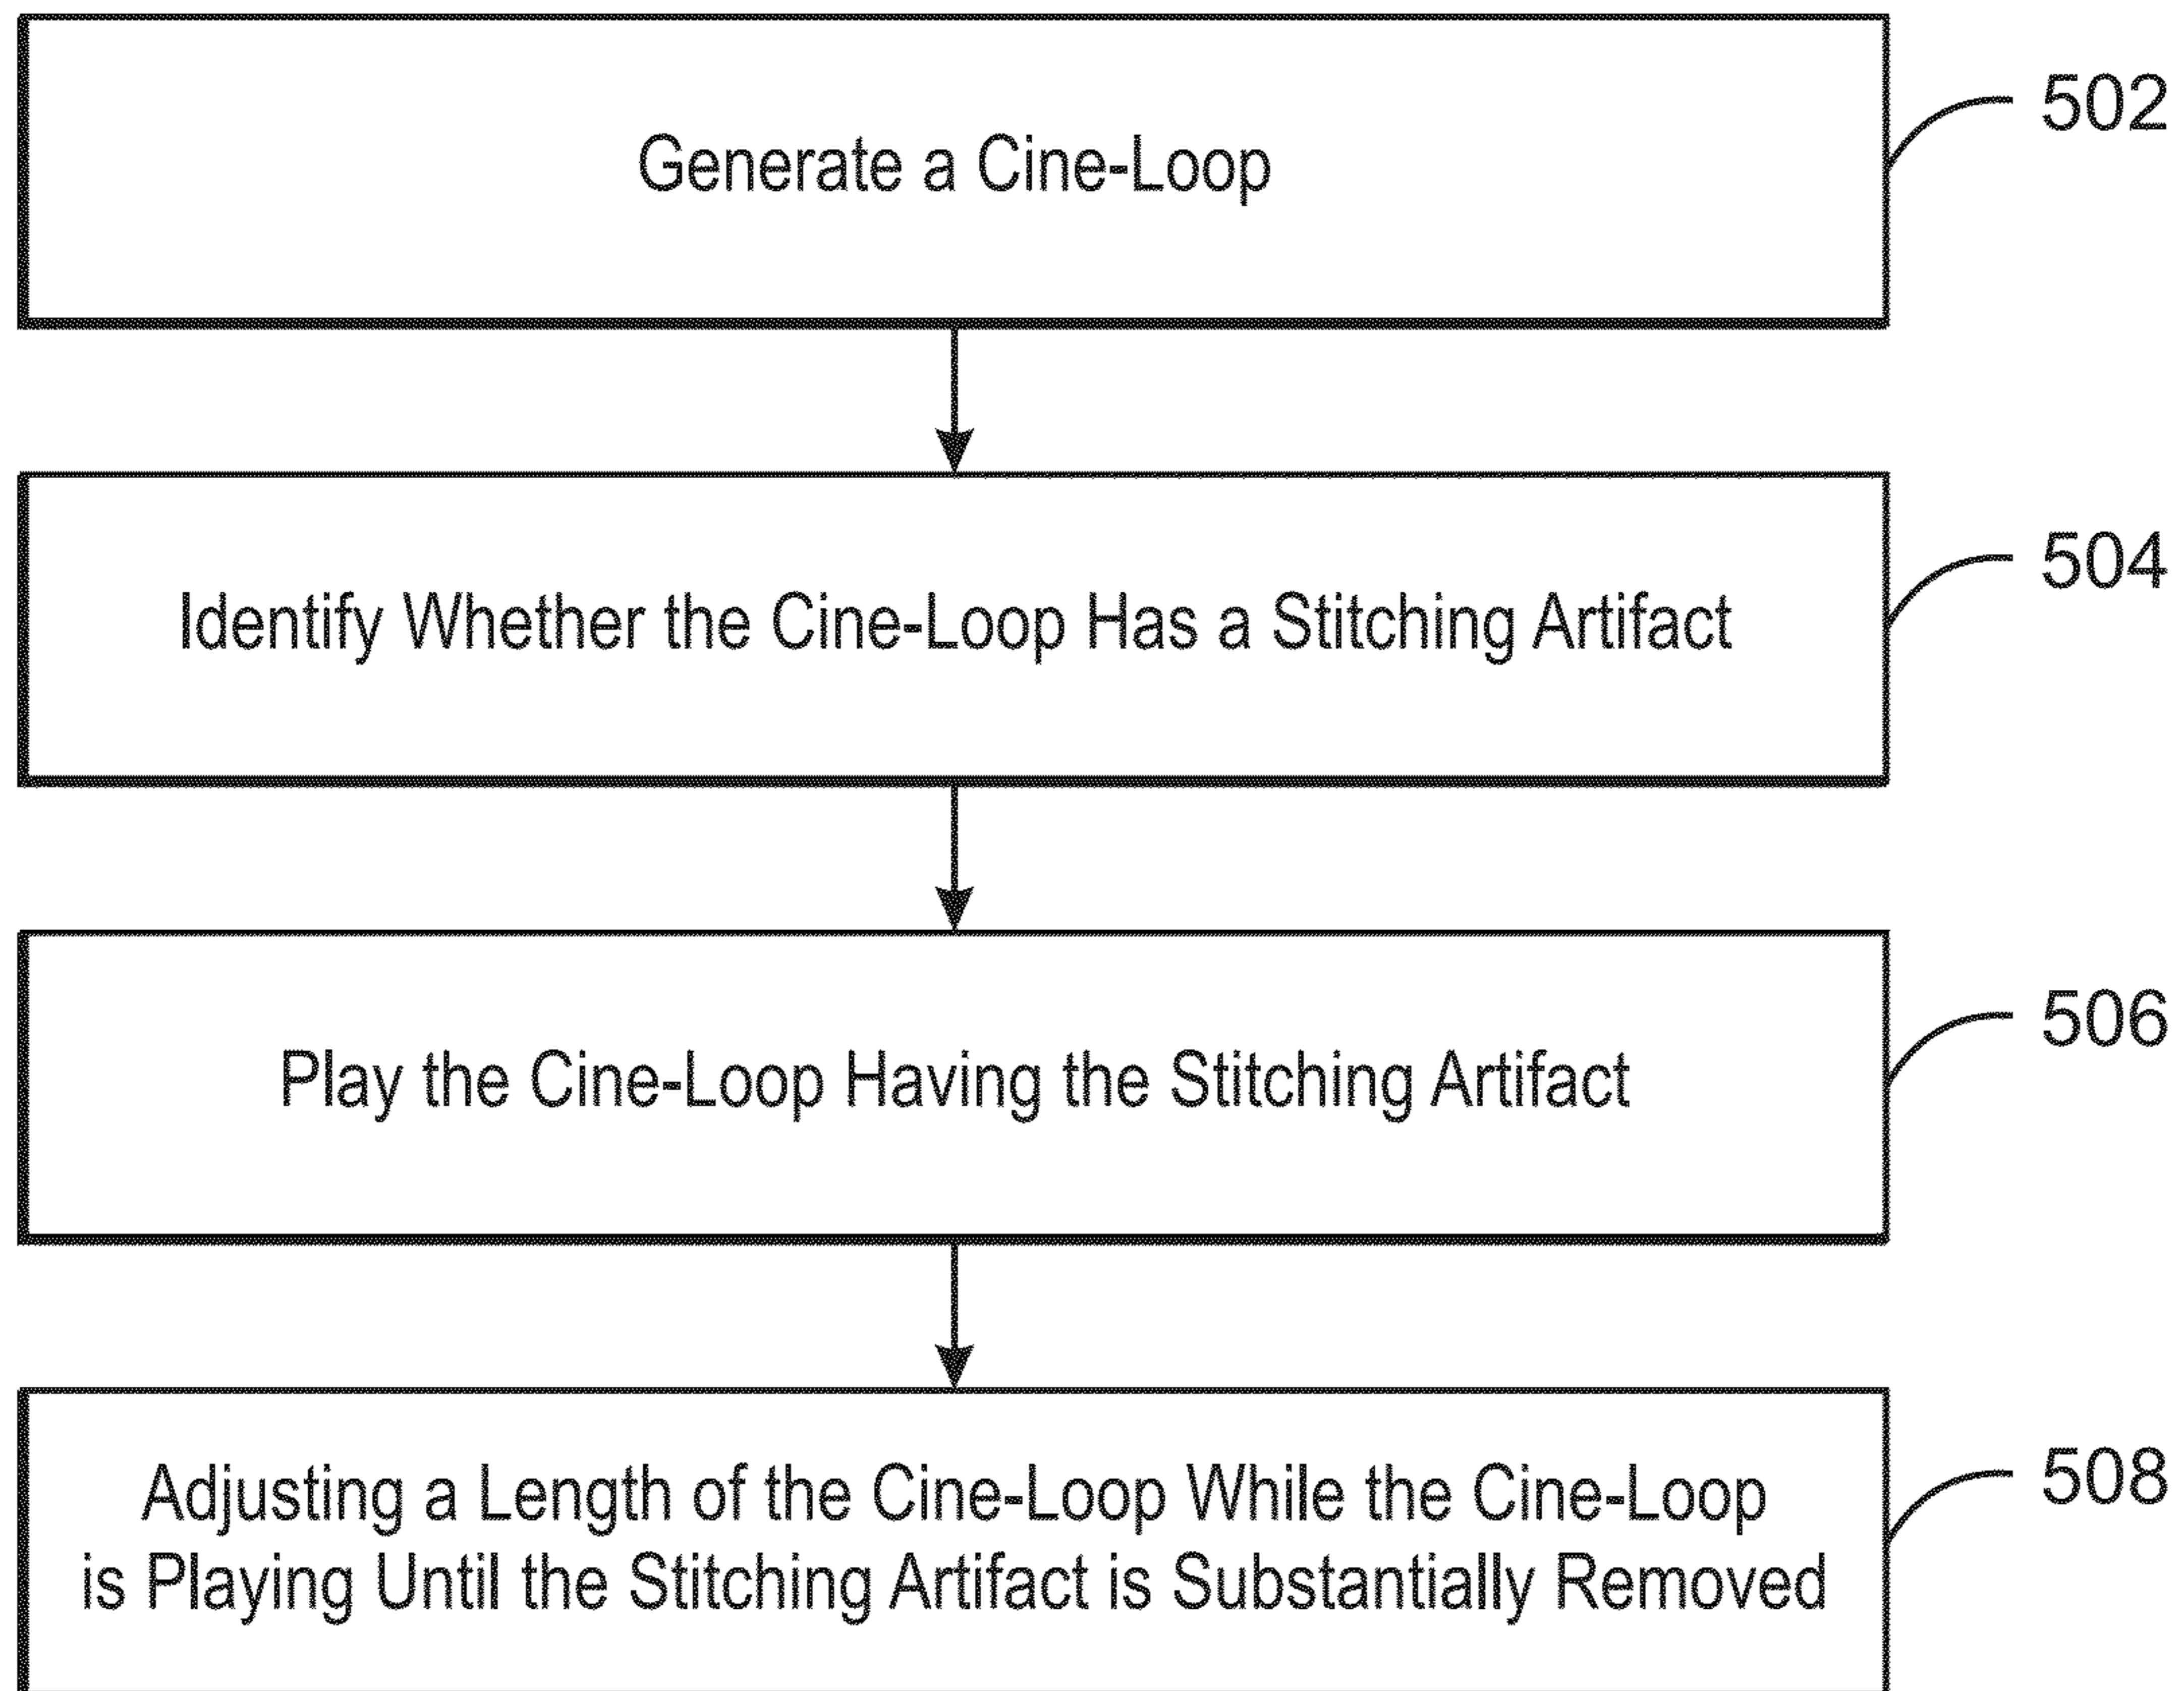 Generate a Cine-Loop
502
Identify Whether the Cine-Loop Has a Stitching Artifact
504
Play the Cine-Loop Having the Stitching Artifact
506
Adjusting a Length of the Cine-Loop While the Cine-Loop
is Playing Until the Stitching Artifact is Substantially Removed
508